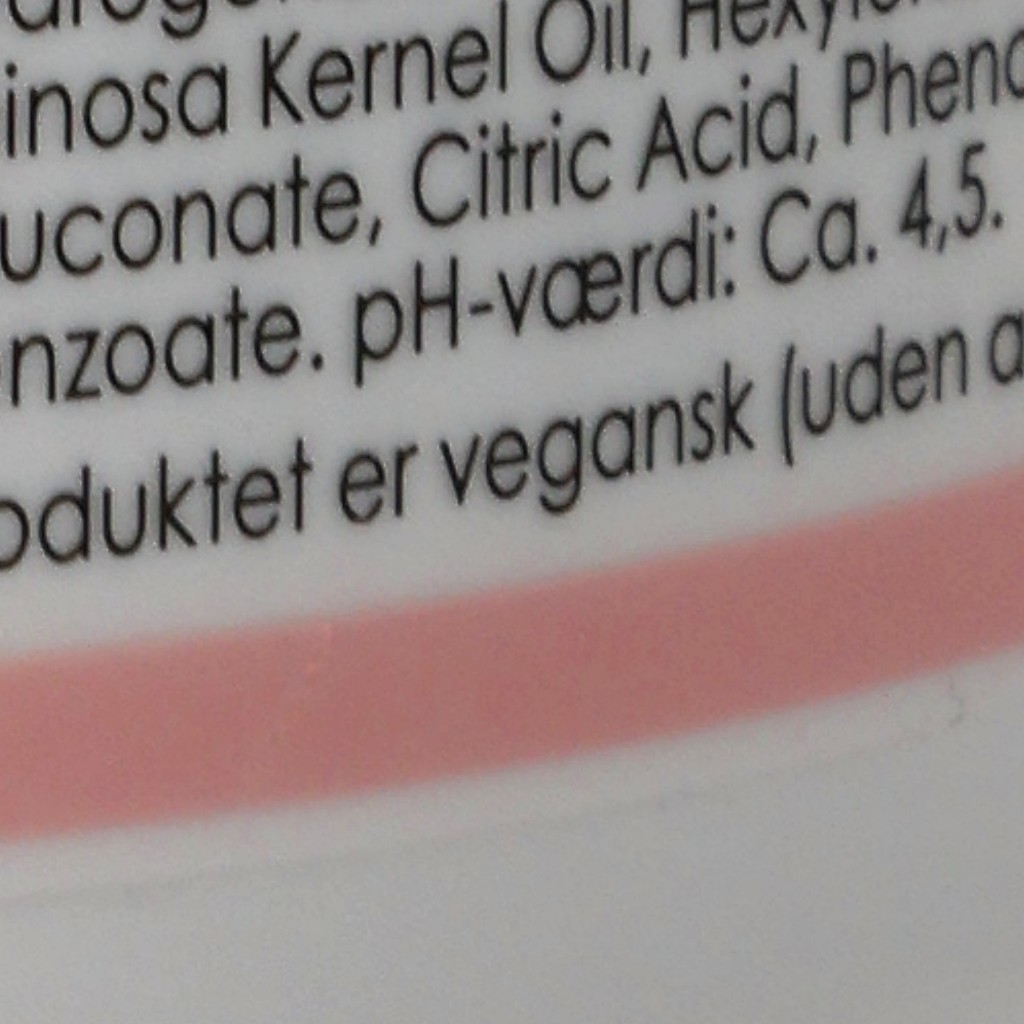 inosa Kernel Oil,
uconate, Citric Acid,
nzoate. pH-værdi: Ca. 4,5.
oduktet er vegansk (uden